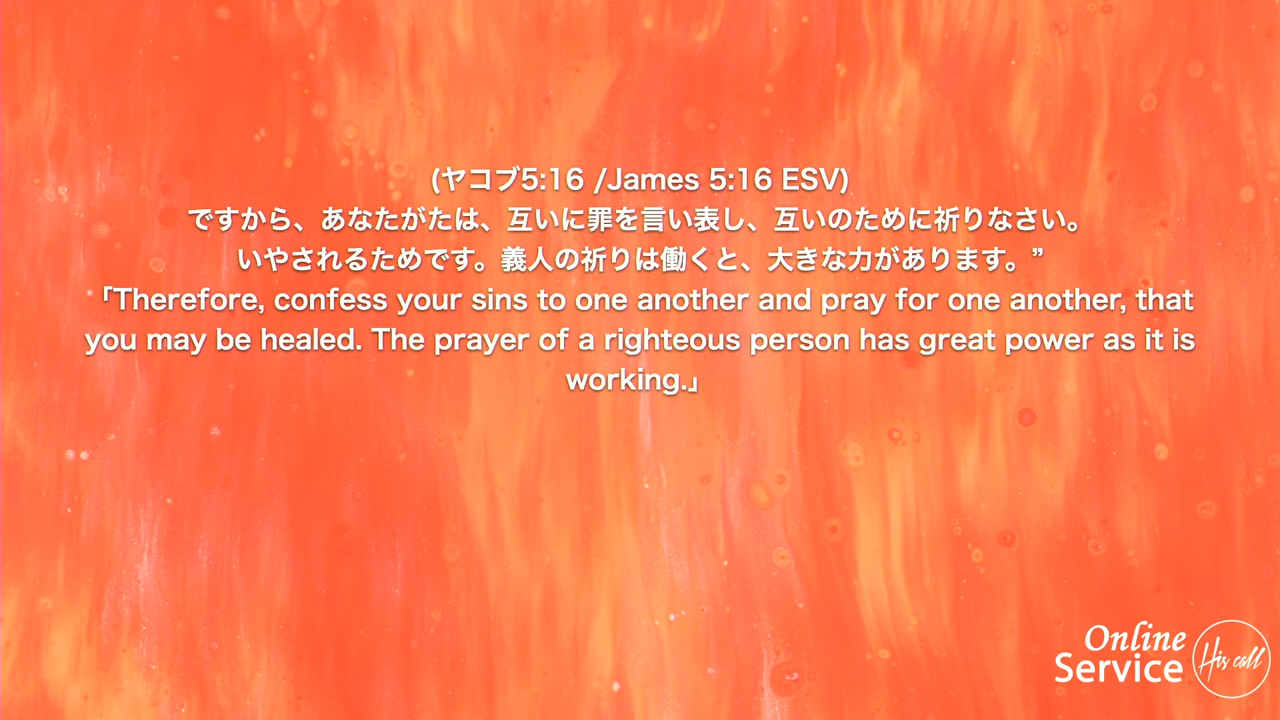 (ヤコブ5:16 /James 5:16 ESV)
ですから、あなたがたは、互いに罪を言い表し、互いのために祈りなさい。
いやされるためです。義人の祈りは働くと、大きな力があります。”
「Therefore, confess your sins to one another and pray for one another, that
you may be healed. The prayer of a righteous person has great power as it is
working.」
Online
Service
His call